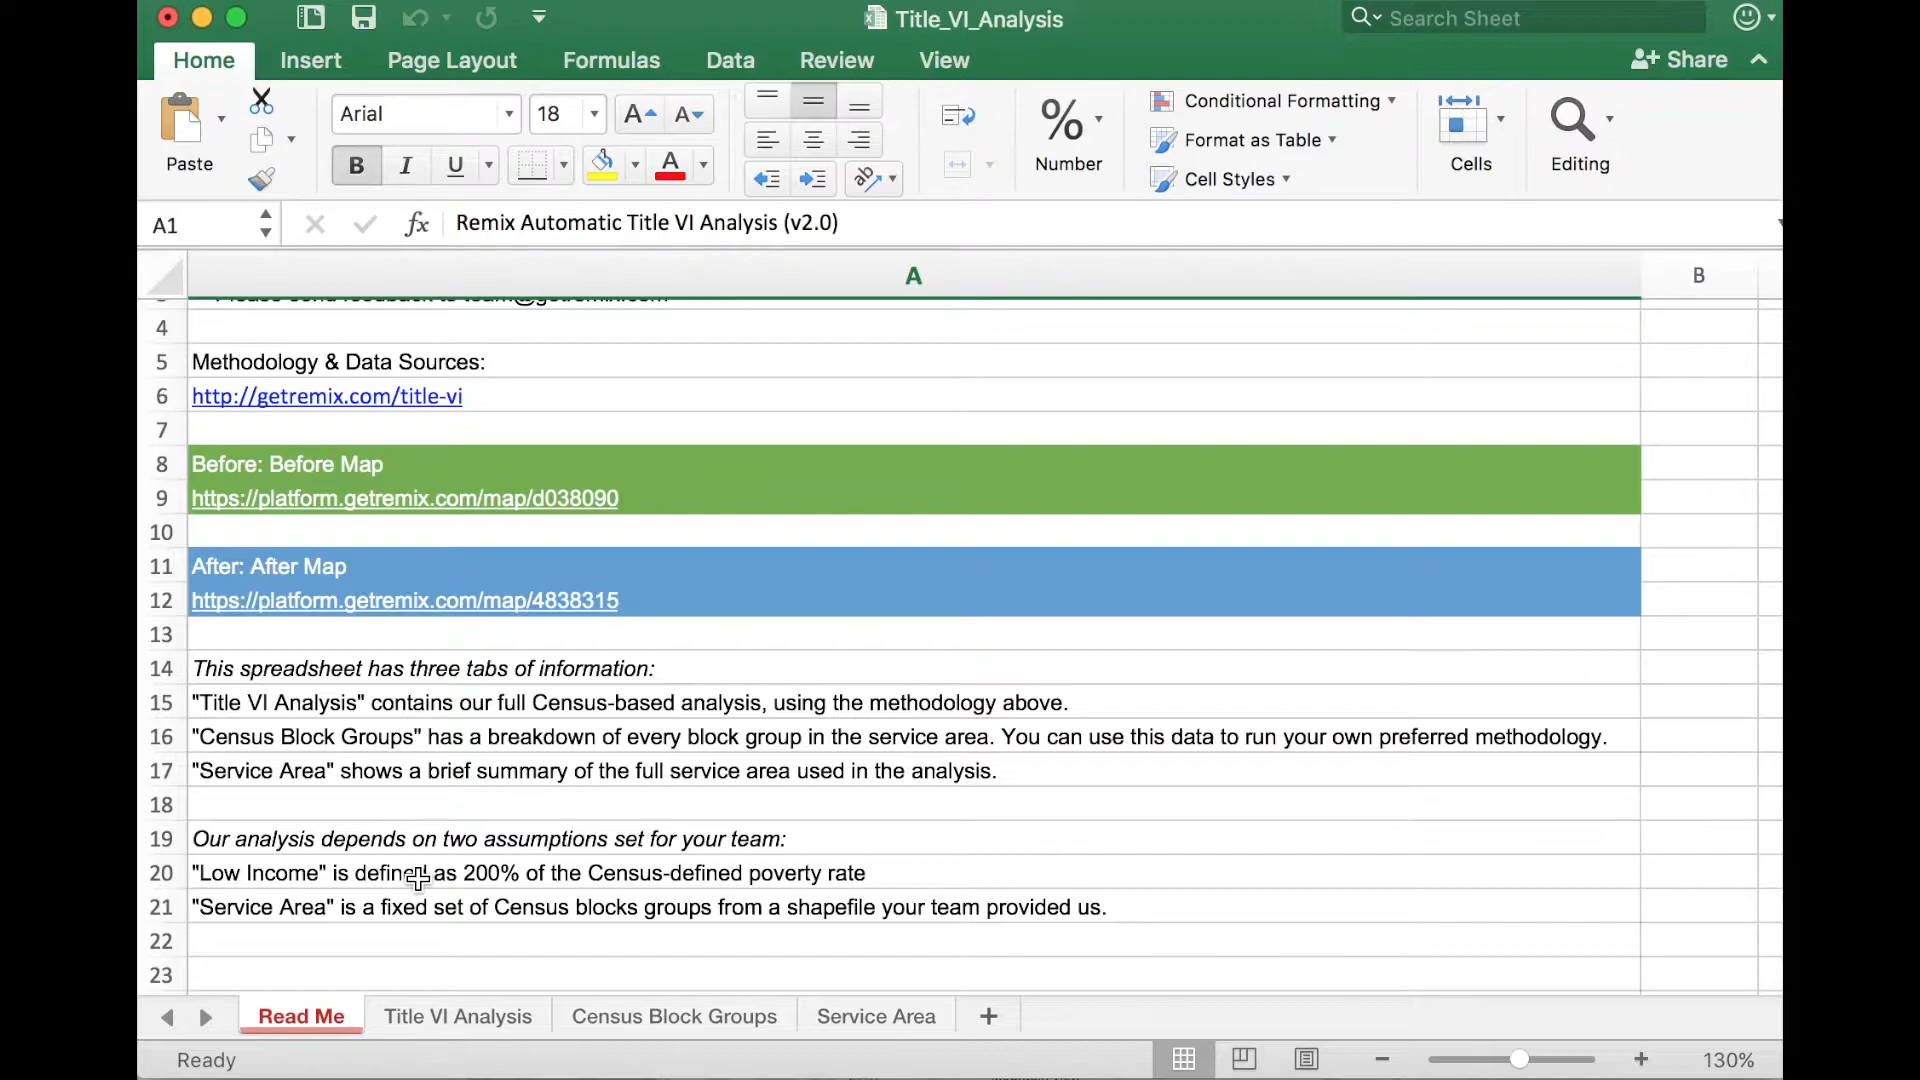 Title_VI_Analysis
Search Sheet
Home Insert Page Layout Formulas Data Review View
Share
Paste
Arial
18
B I U
A
Number
Conditional Formatting
Format as Table
Cell Styles
Cells
Editing
A1
fx
Remix Automatic Title VI Analysis (v2.0)
A B
Please send feedback to team@getremix.com
4
5 Methodology & Data Sources:
6 http://getremix.com/title-vi
7
8 Before: Before Map
9 https://platform.getremix.com/map/d038090
10
11 After: After Map
12 https://platform.getremix.com/map/4838315
13
14 This spreadsheet has three tabs of information:
15 "Title VI Analysis" contains our full Census-based analysis, using the methodology above.
16 "Census Block Groups" has a breakdown of every block group in the service area. You can use this data to run your own preferred methodology.
17 "Service Area" shows a brief summary of the full service area used in the analysis.
18
19 Our analysis depends on two assumptions set for your team:
20 "Low Income" is defined as 200% of the Census-defined poverty rate
21 "Service Area" is a fixed set of Census blocks groups from a shapefile your team provided us.
22
23
Read Me Title VI Analysis Census Block Groups Service Area
Ready
130%